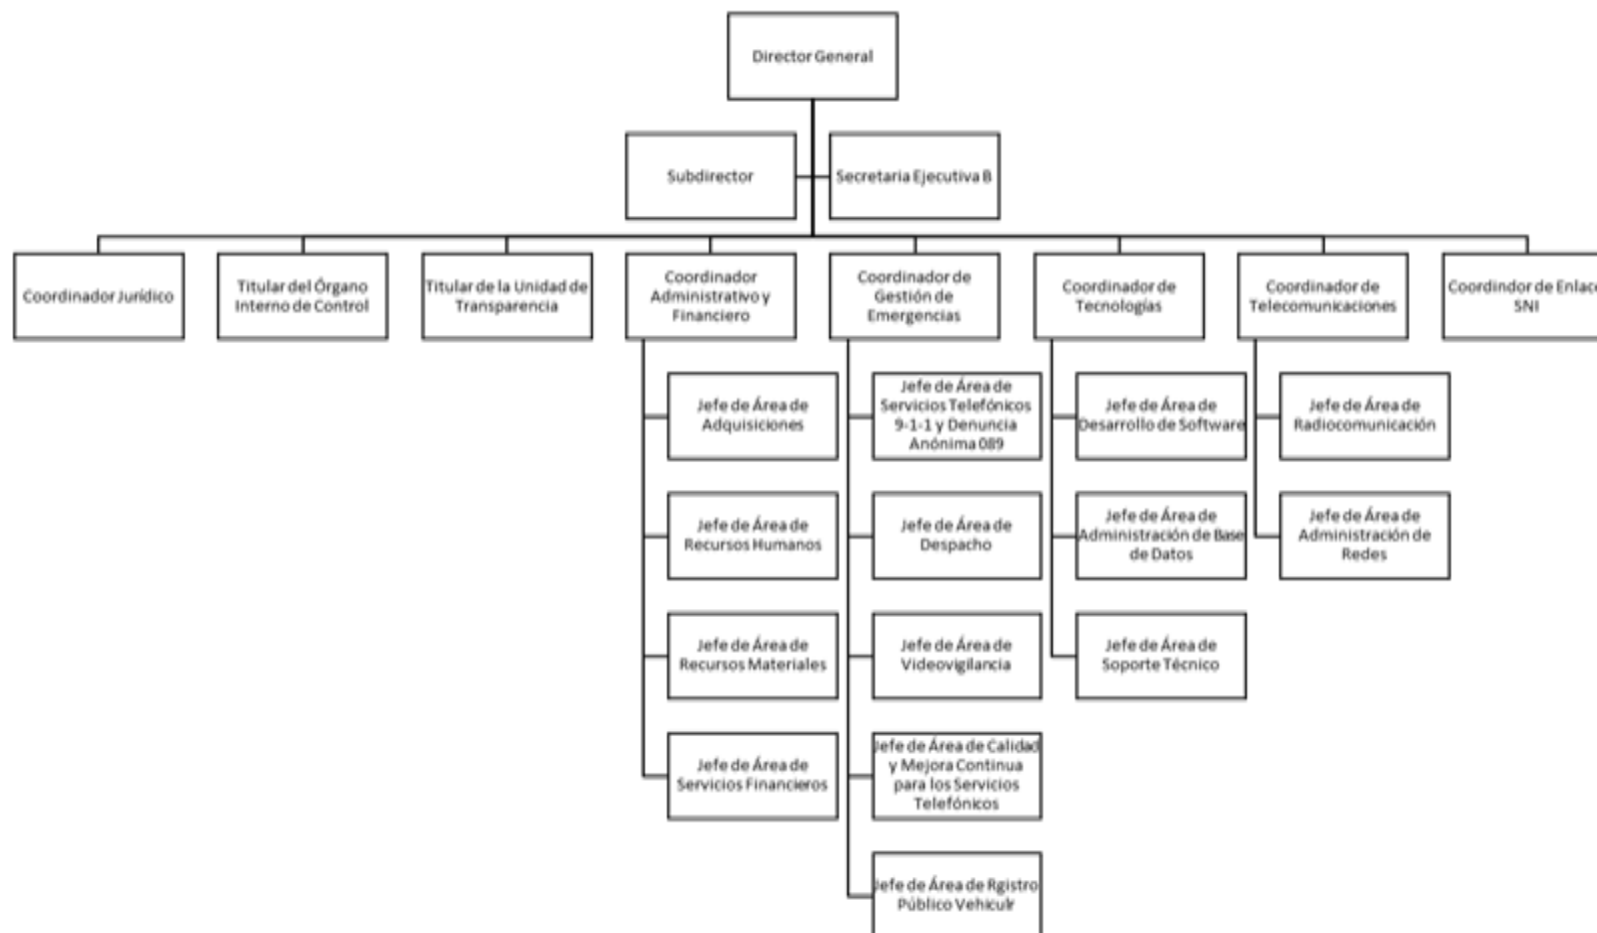 Director General
Subdirector
Secretaria Ejecutiva B
Coordinador Jurídico
Titular del Órgano
Interno de Control
Titular de la Unidad de
Transparencia
Coordinador
Administrativo y
Financiero
Coordinador de
Gestión de
Emergencias
Coordinador de
Tecnologías
Coordinador de
Telecomunicaciones
Coordindor de Enlace
SNI
Jefe de Área de
Adquisiciones
Jefe de Área de
Recursos Humanos
Jefe de Área de
Recursos Materiales
Jefe de Área de
Servicios Financieros
Jefe de Área de
Servicios Telefónicos
9-1-1 y Denuncia
Anónima 089
Jefe de Área de
Despacho
Jefe de Área de
Videovigilancia
Jefe de Área de Calidad
y Mejora Continua
para los Servicios
Telefónicos
Jefe de Área de Rgistro
Público Vehiculr
Jefe de Área de
Desarrollo de Software
Jefe de Área de
Administración de Base
de Datos
Jefe de Área de
Soporte Técnico
Jefe de Área de
Radiocomunicación
Jefe de Área de
Administración de
Redes